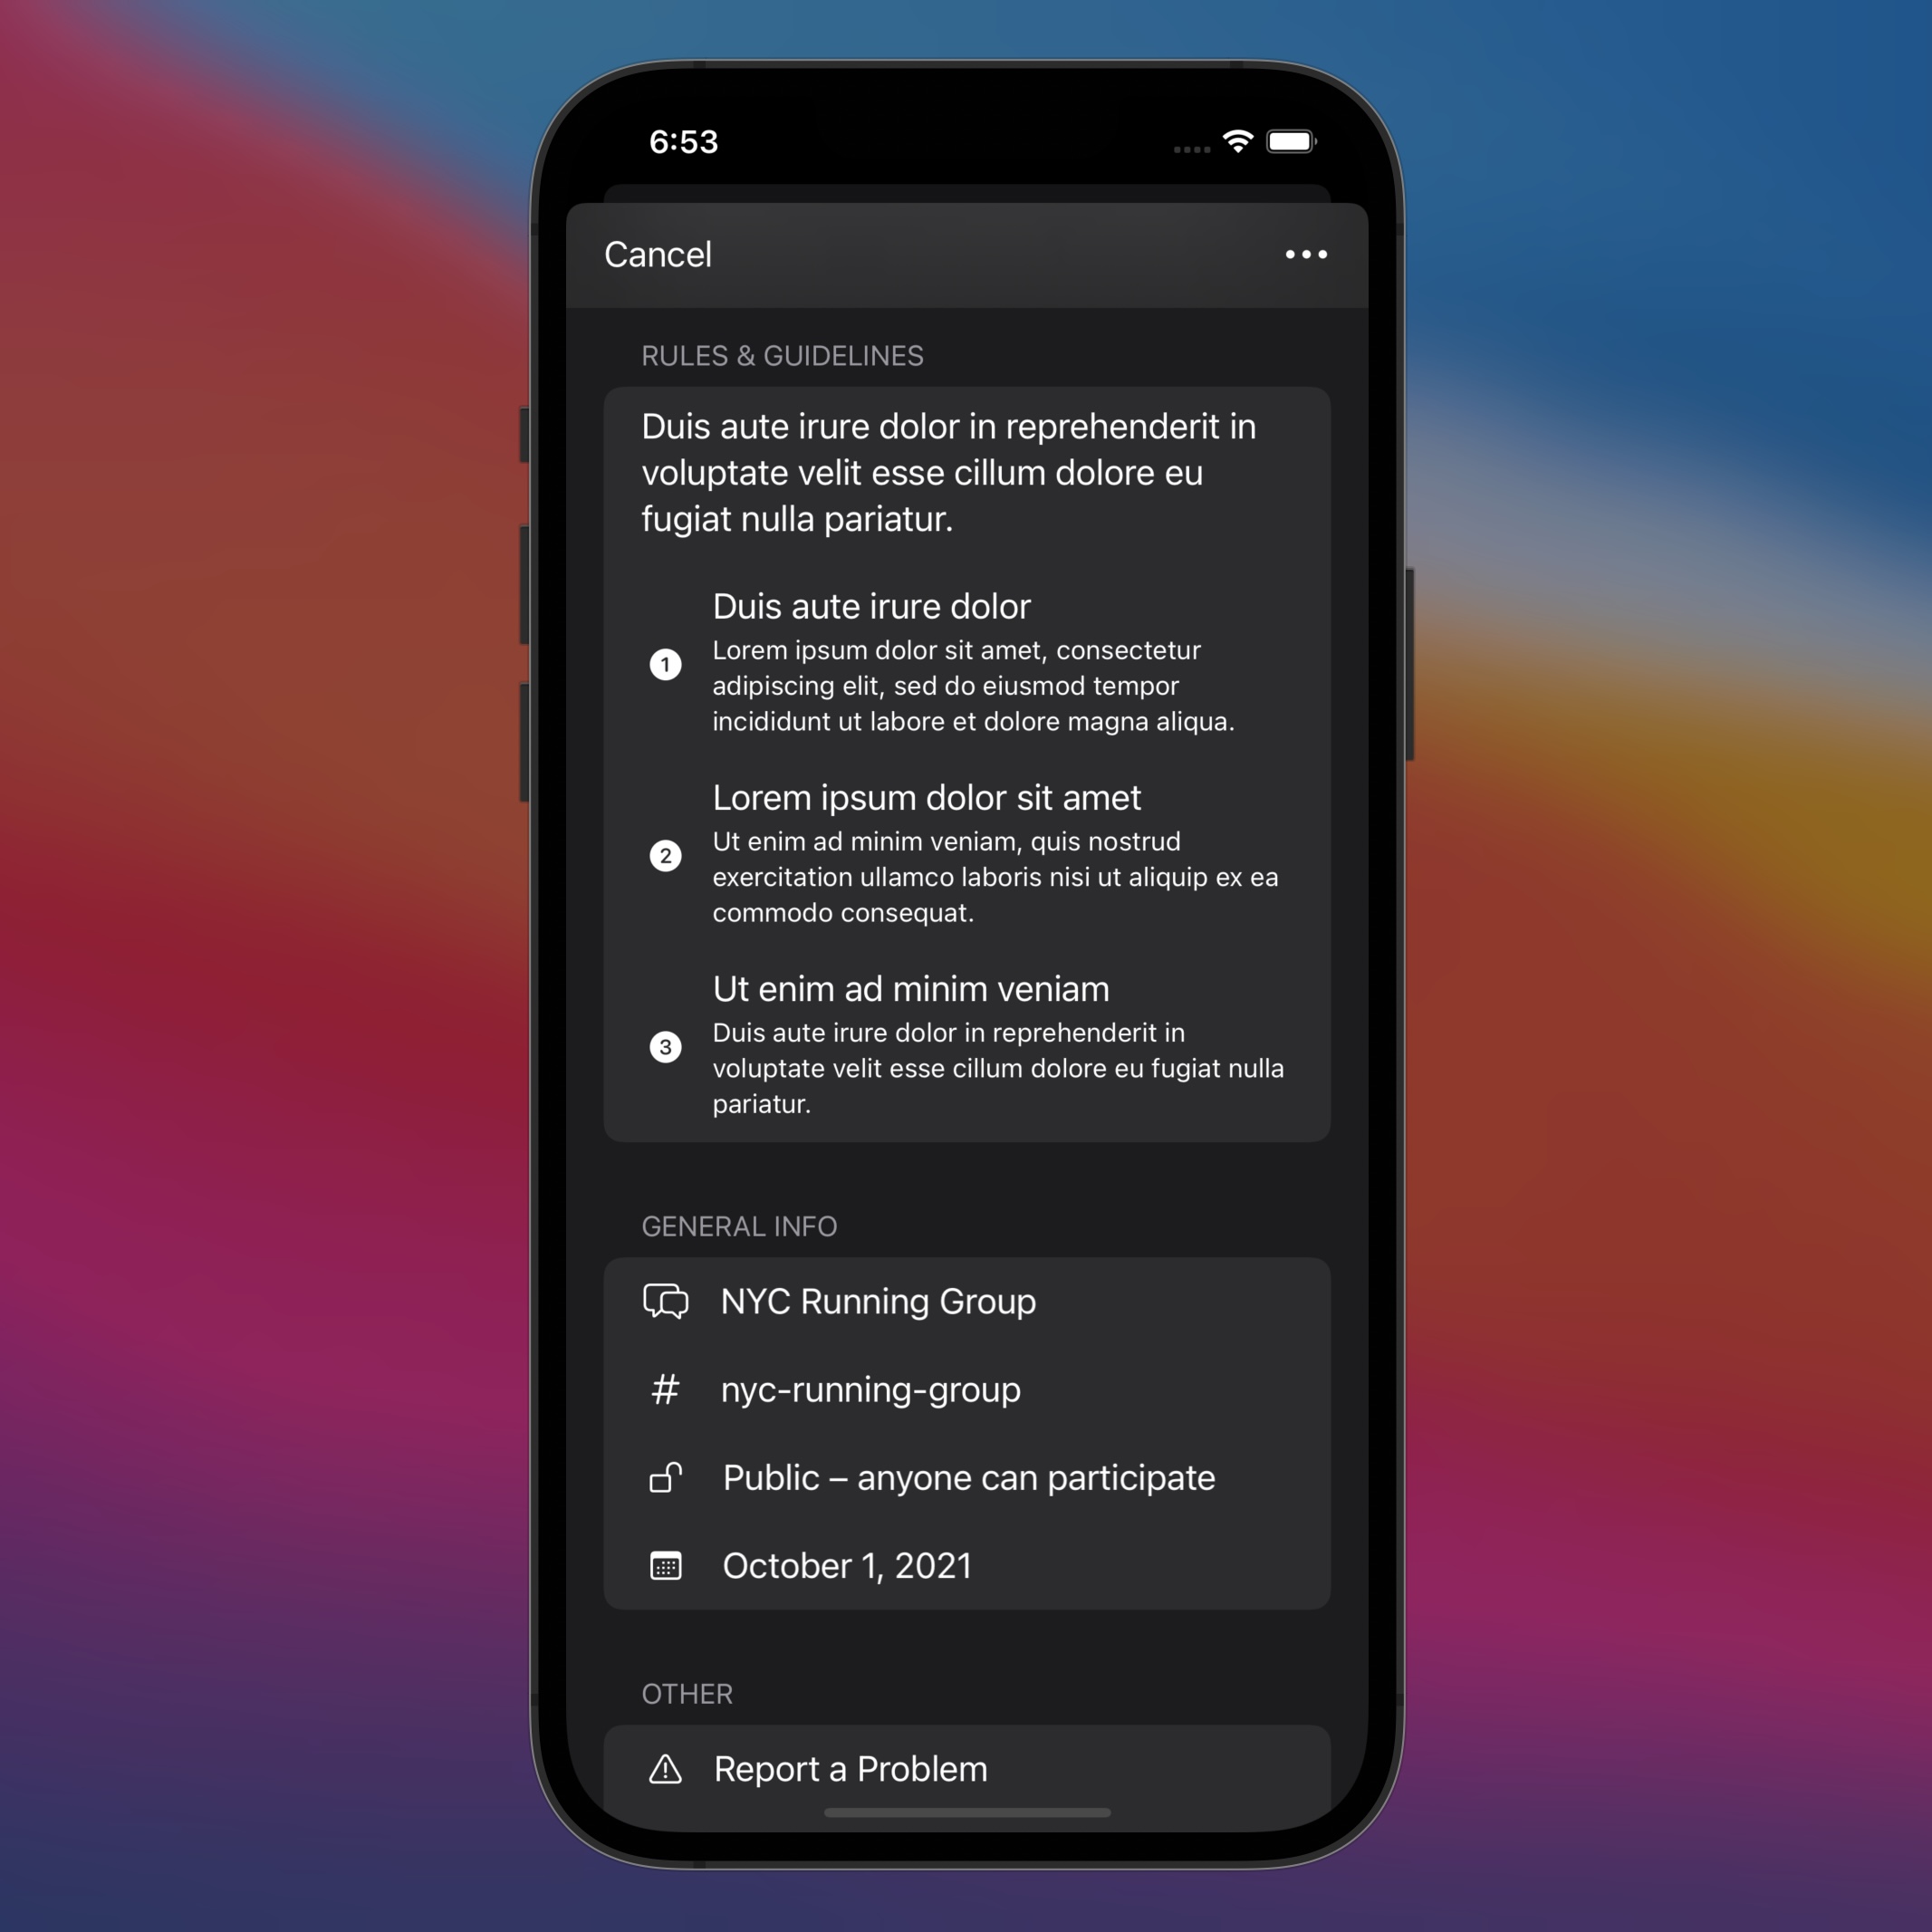 6:53
Cancel
RULES & GUIDELINES
Duis aute irure dolor in reprehenderit in
voluptate velit esse cillum dolore eu
fugiat nulla pariatur.
Duis aute irure dolor
1
Lorem ipsum dolor sit amet, consectetur
adipiscing elit, sed do eiusmod tempor
incididunt ut labore et dolore magna aliqua.
Lorem ipsum dolor sit amet
2
Ut enim ad minim veniam, quis nostrud
exercitation ullamco laboris nisi ut aliquip ex ea
commodo consequat.
Ut enim ad minim veniam
3
Duis aute irure dolor in reprehenderit in
voluptate velit esse cillum dolore eu fugiat nulla
pariatur.
GENERAL INFO
NYC Running Group
# nyc-running-group
Public – anyone can participate
October 1, 2021
OTHER
Report a Problem